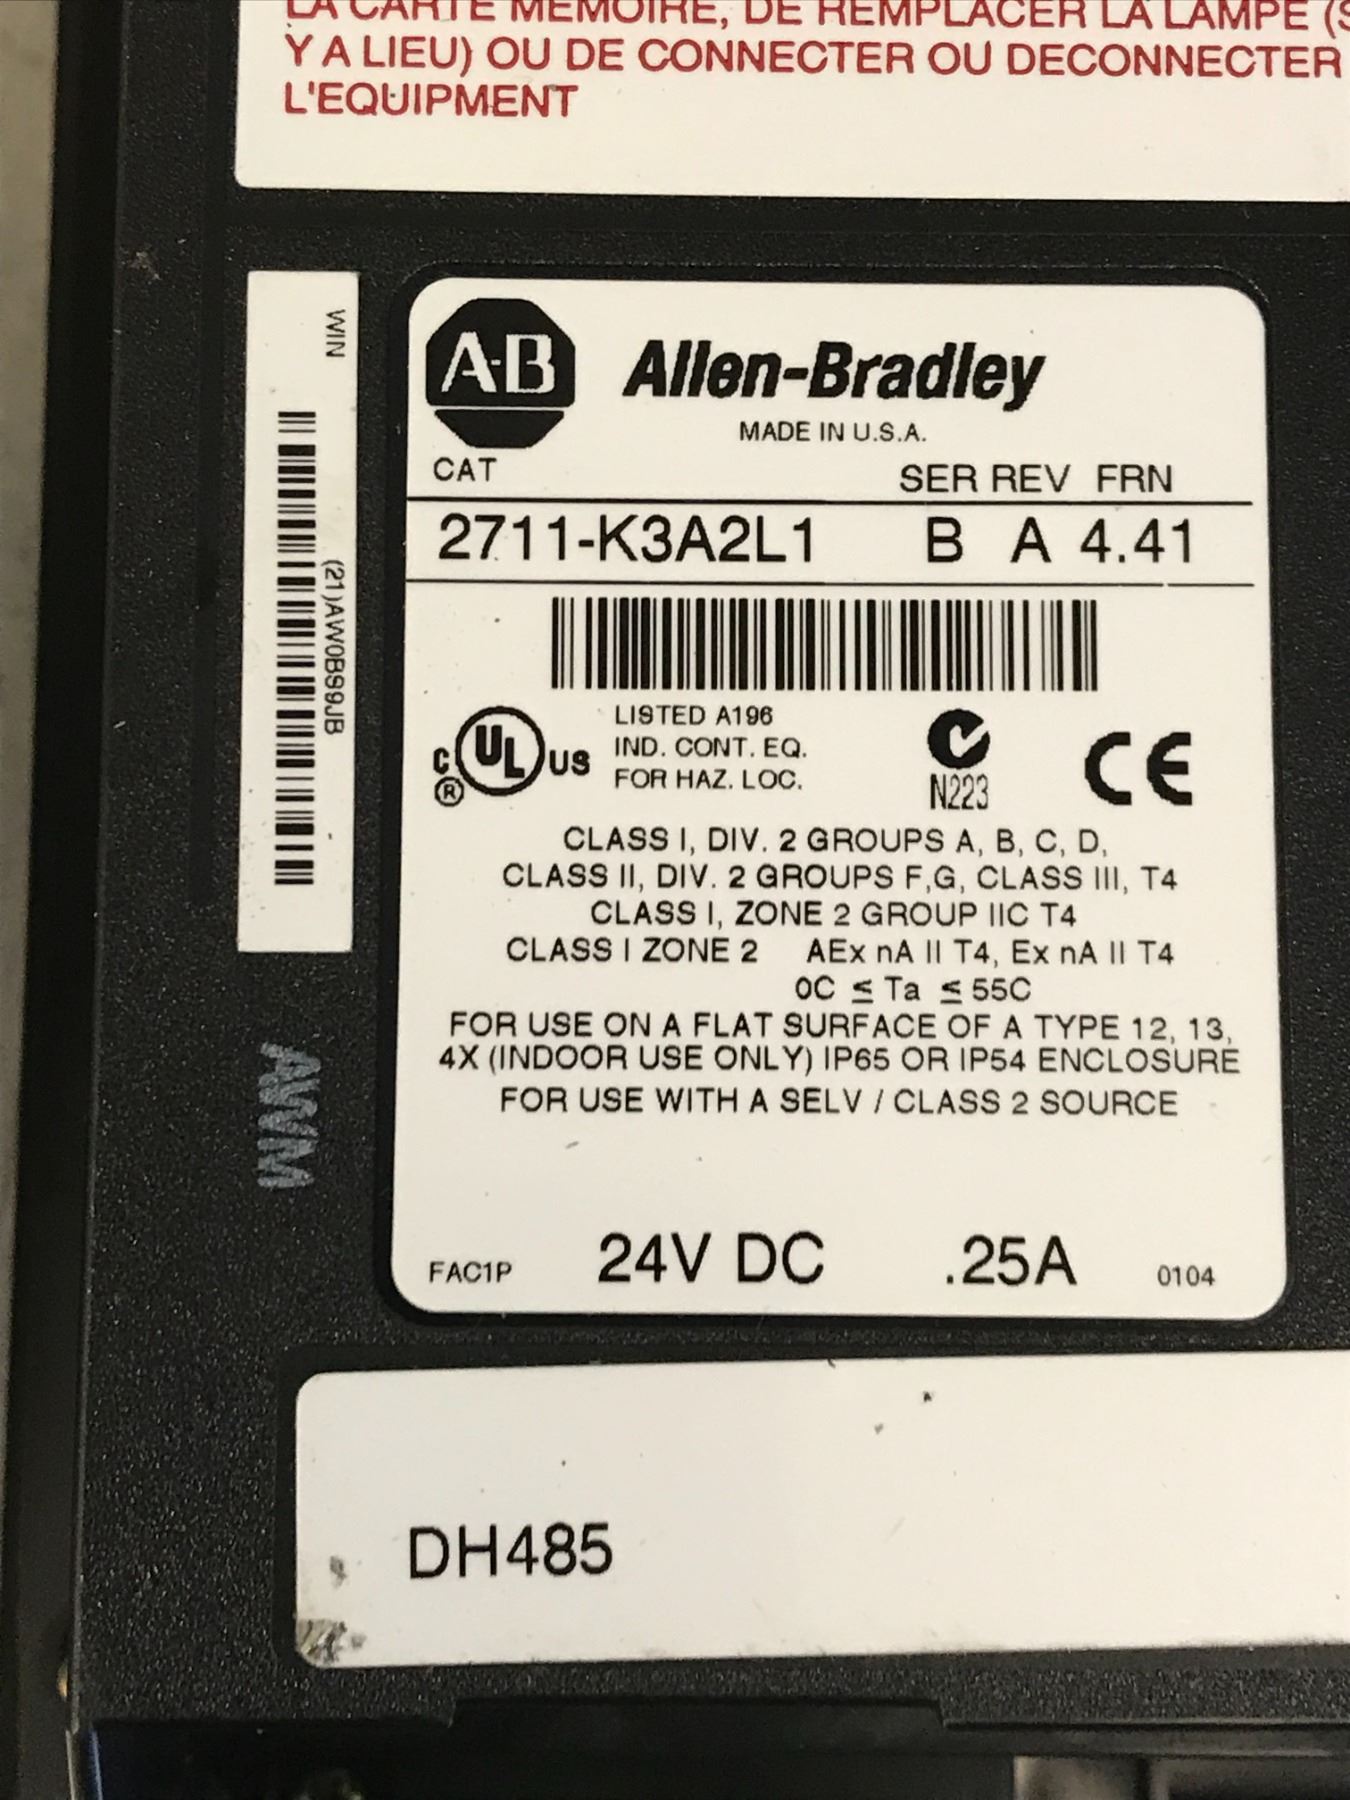 LA CARTE MEMOIRE, DE REMPLACER LA LAMPE (S
Y A LIEU) OU DE CONNECTER OU DECONNECTER
L'EQUIPMENT
WIN
(21)AW0BS9JB
A-B
Allen-Bradley
MADE IN U.S.A.
CAT SER REV FRN
2711-K3A2L1 B A 4.41
C UL US ®
LISTED A196
IND. CONT. EQ.
FOR HAZ. LOC.
N223
CE
CLASS I, DIV. 2 GROUPS A, B, C, D,
CLASS II, DIV. 2 GROUPS F,G, CLASS III, T4
CLASS I, ZONE 2 GROUP IIC T4
CLASS I ZONE 2 AEx nA II T4, Ex nA II T4
0C ≤ Ta ≤ 55C
FOR USE ON A FLAT SURFACE OF A TYPE 12, 13,
4X (INDOOR USE ONLY) IP65 OR IP54 ENCLOSURE
FOR USE WITH A SELV / CLASS 2 SOURCE
FAC1P 24V DC .25A 0104
AWM
DH485